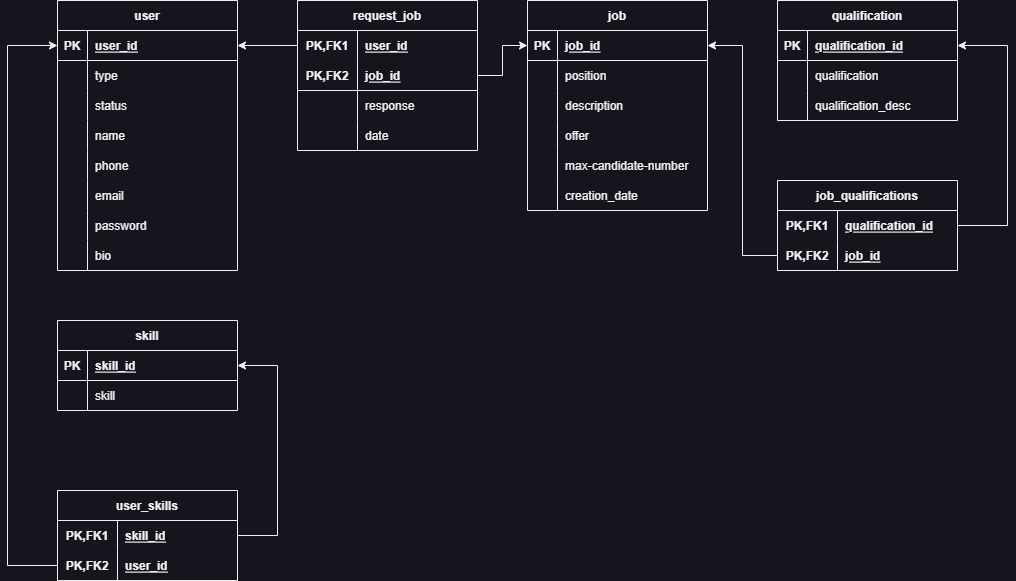 user
PK user_id
type
status
name
phone
email
password
bio
request_job
PK,FK1 user_id
PK,FK2 job_id
response
date
job
PK job_id
position
description
offer
max-candidate-number
creation_date
qualification
PK qualification_id
qualification
qualification_desc
job_qualifications
PK,FK1 qualification_id
PK,FK2 job_id
skill
PK skill_id
skill
user_skills
PK,FK1 skill_id
PK,FK2 user_id